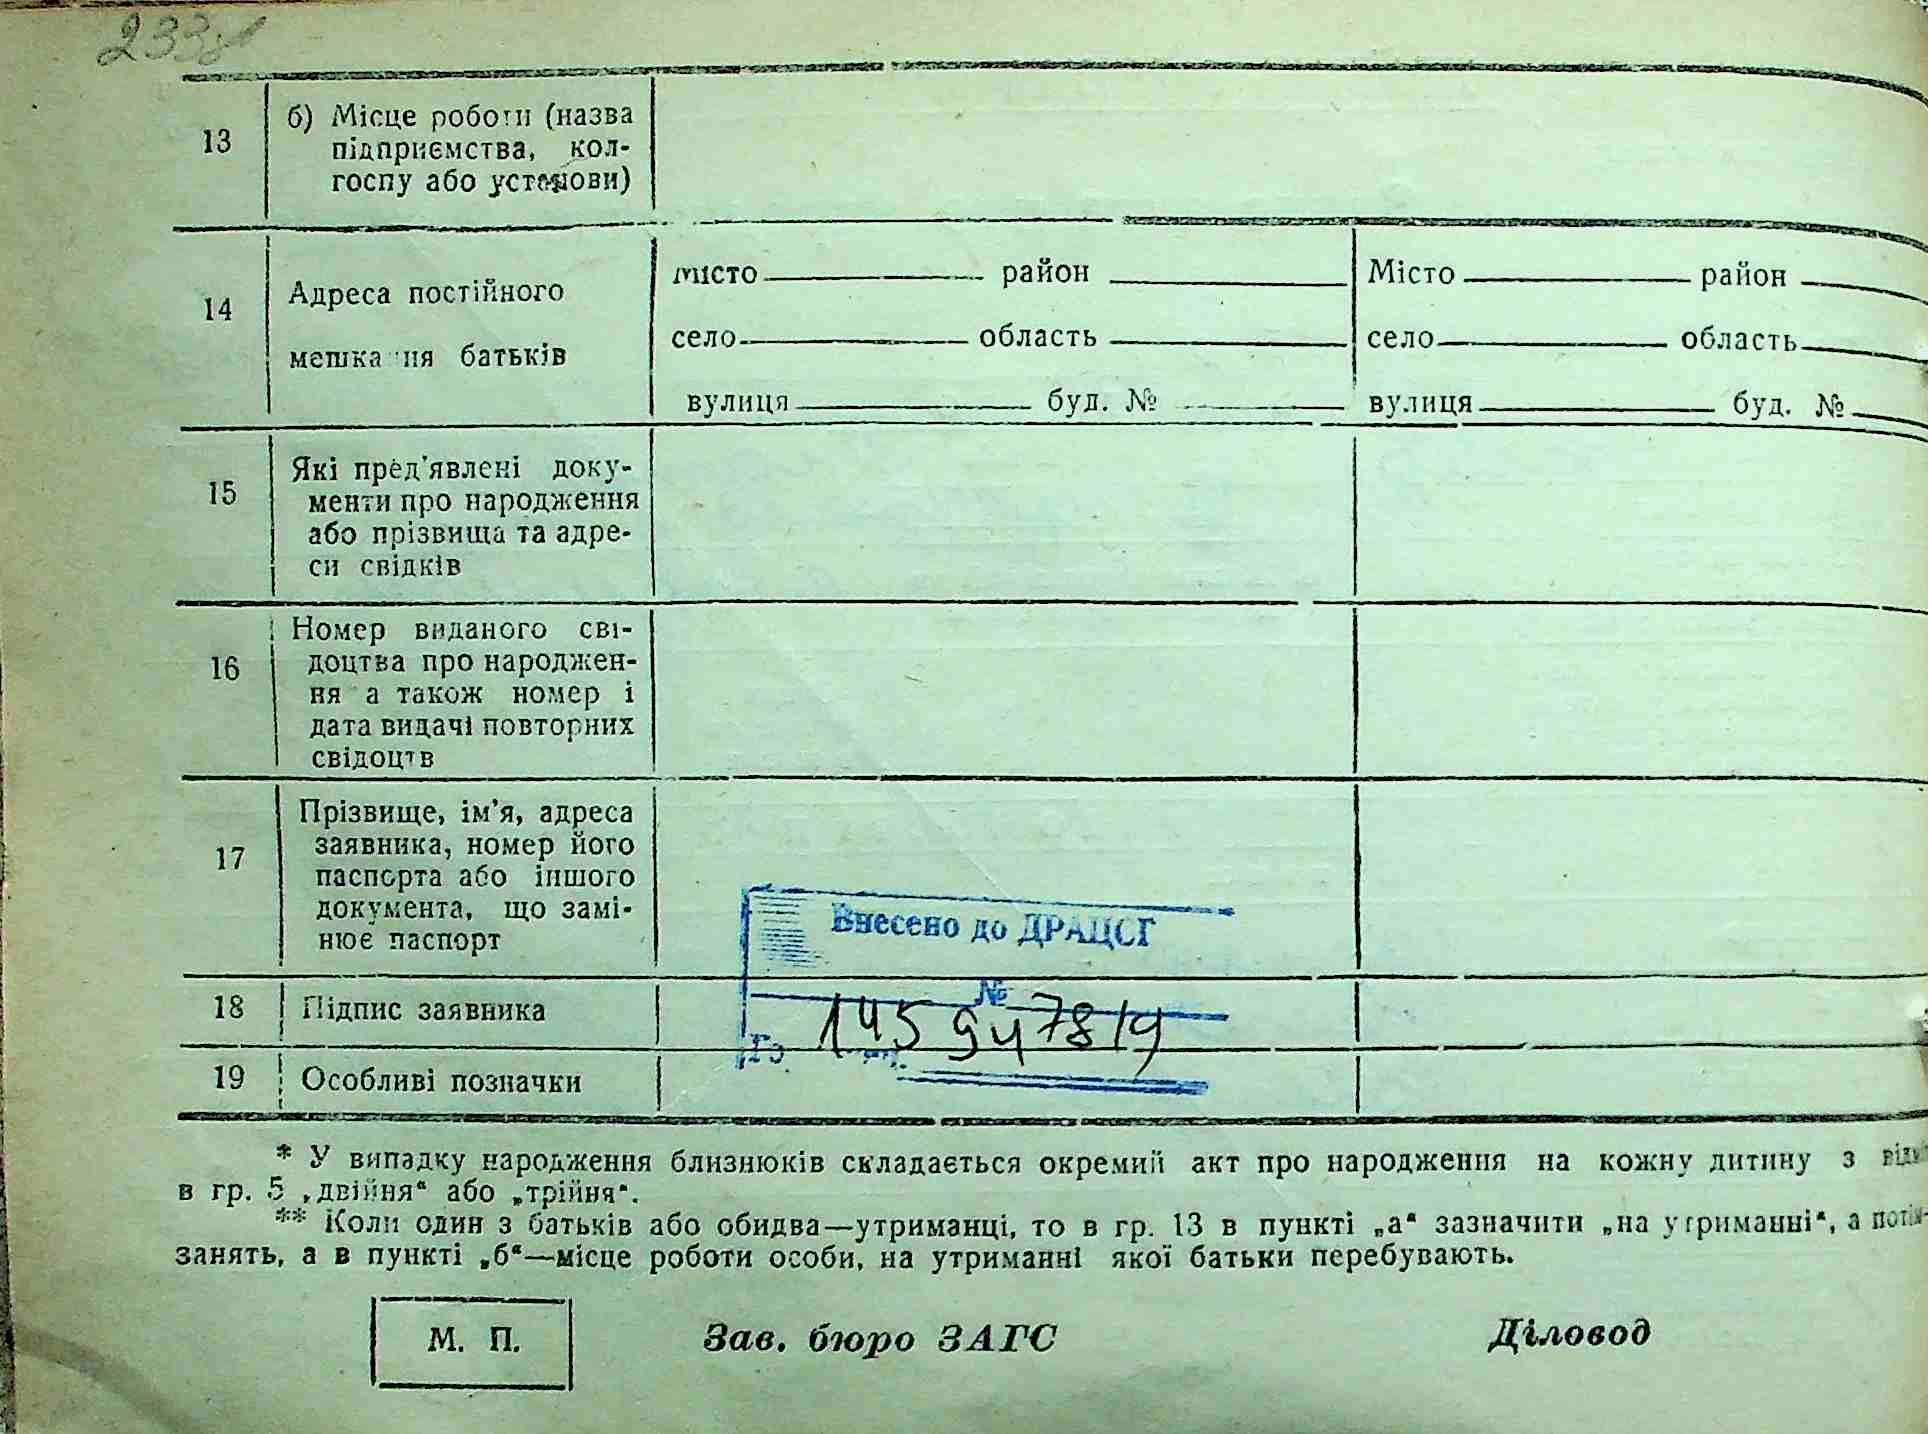 233
13
б) Місце роботи (назва
підприємства, кол-
госпу або установи)
14
Адреса постійного
мешкання батьків
місто район
село область
вулиця буд. №
Місто район
село область
вулиця буд. №
15
Які пред'явлені доку-
менти про народження
або прізвища та адре-
си свідків
16
Номер виданого сві-
доцтва про народжен-
ня а також номер і
дата видачі повторних
свідоцтв
17
Прізвище, ім'я, адреса
заявника, номер його
паспорта або іншого
документа, що замі-
нює паспорт
Внесено до ДРАЦСГ
№
145 947819
18
Підпис заявника
19
Особливі позначки
* У випадку народження близнюків складається окремий акт про народження на кожну дитину з
в гр. 5 „двійня“ або „трійня“.
** Коли один з батьків або обидва—утриманці, то в гр. 13 в пункті „а“ зазначити „на утриманні“, а
занять, а в пункті „б“—місце роботи особи, на утриманні якої батьки перебувають.
М. П.
Зав. бюро ЗАГС
Діловод